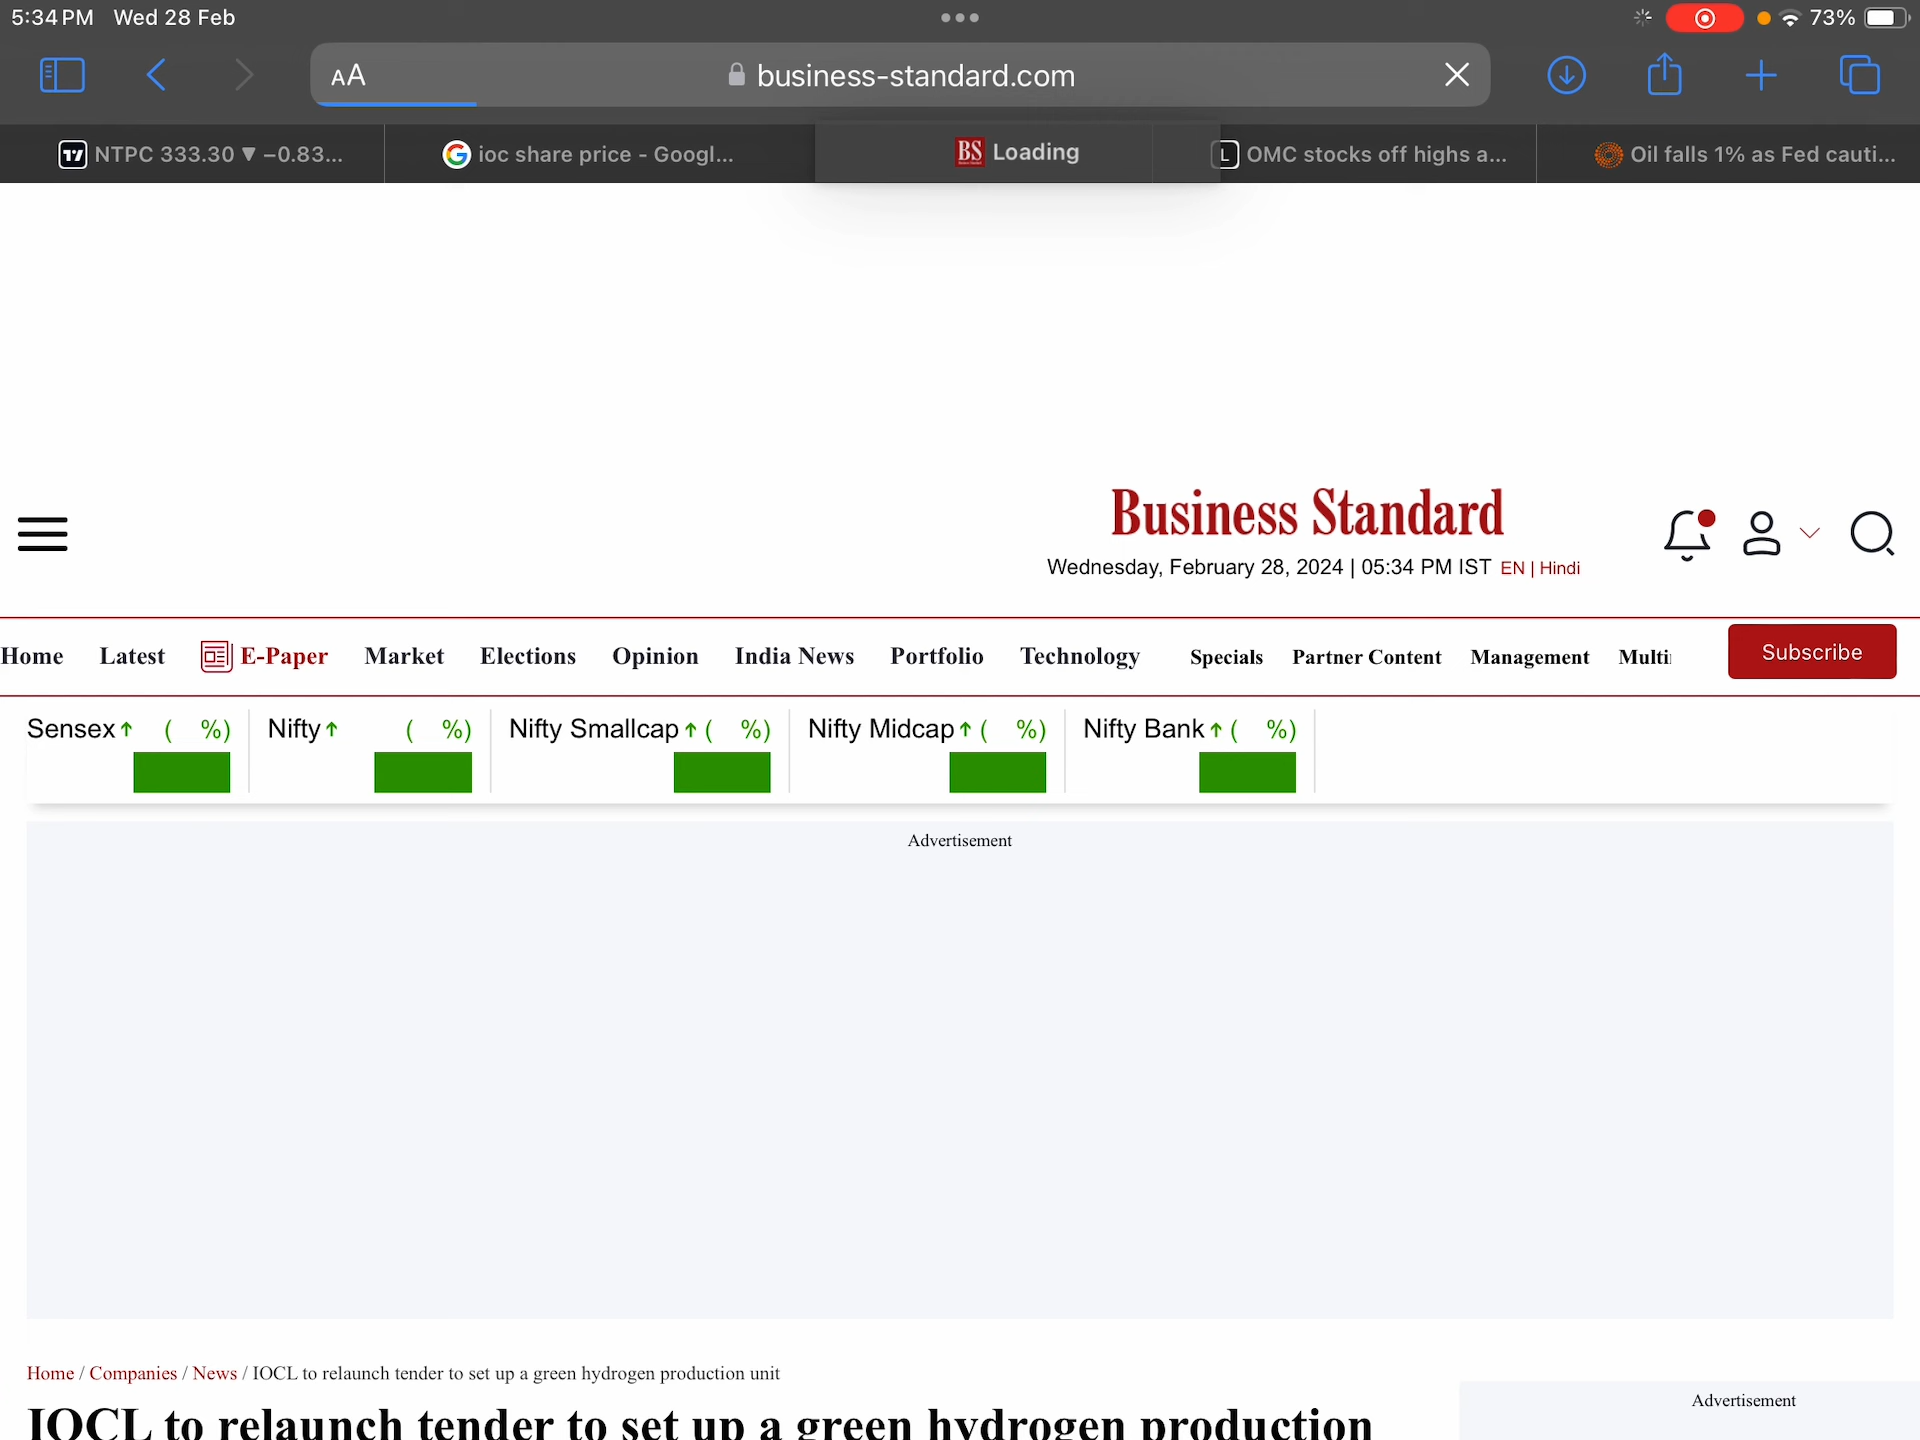 5:34 PM Wed 28 Feb
73%
AA
business-standard.com
NTPC 333.30 ▼ −0.83...
ioc share price - Googl...
BS Loading
L OMC stocks off highs a...
Oil falls 1% as Fed cauti...
Business Standard
Wednesday, February 28, 2024 | 05:34 PM IST EN | Hindi
Home Latest E-Paper Market Elections Opinion India News Portfolio Technology Specials Partner Content Management Multi
Subscribe
Sensex ( %) Nifty ( %) Nifty Smallcap ( %) Nifty Midcap ( %) Nifty Bank ( %)
Advertisement
Home / Companies / News / IOCL to relaunch tender to set up a green hydrogen production unit
Advertisement
IOCL to relaunch tender to set up a green hydrogen production